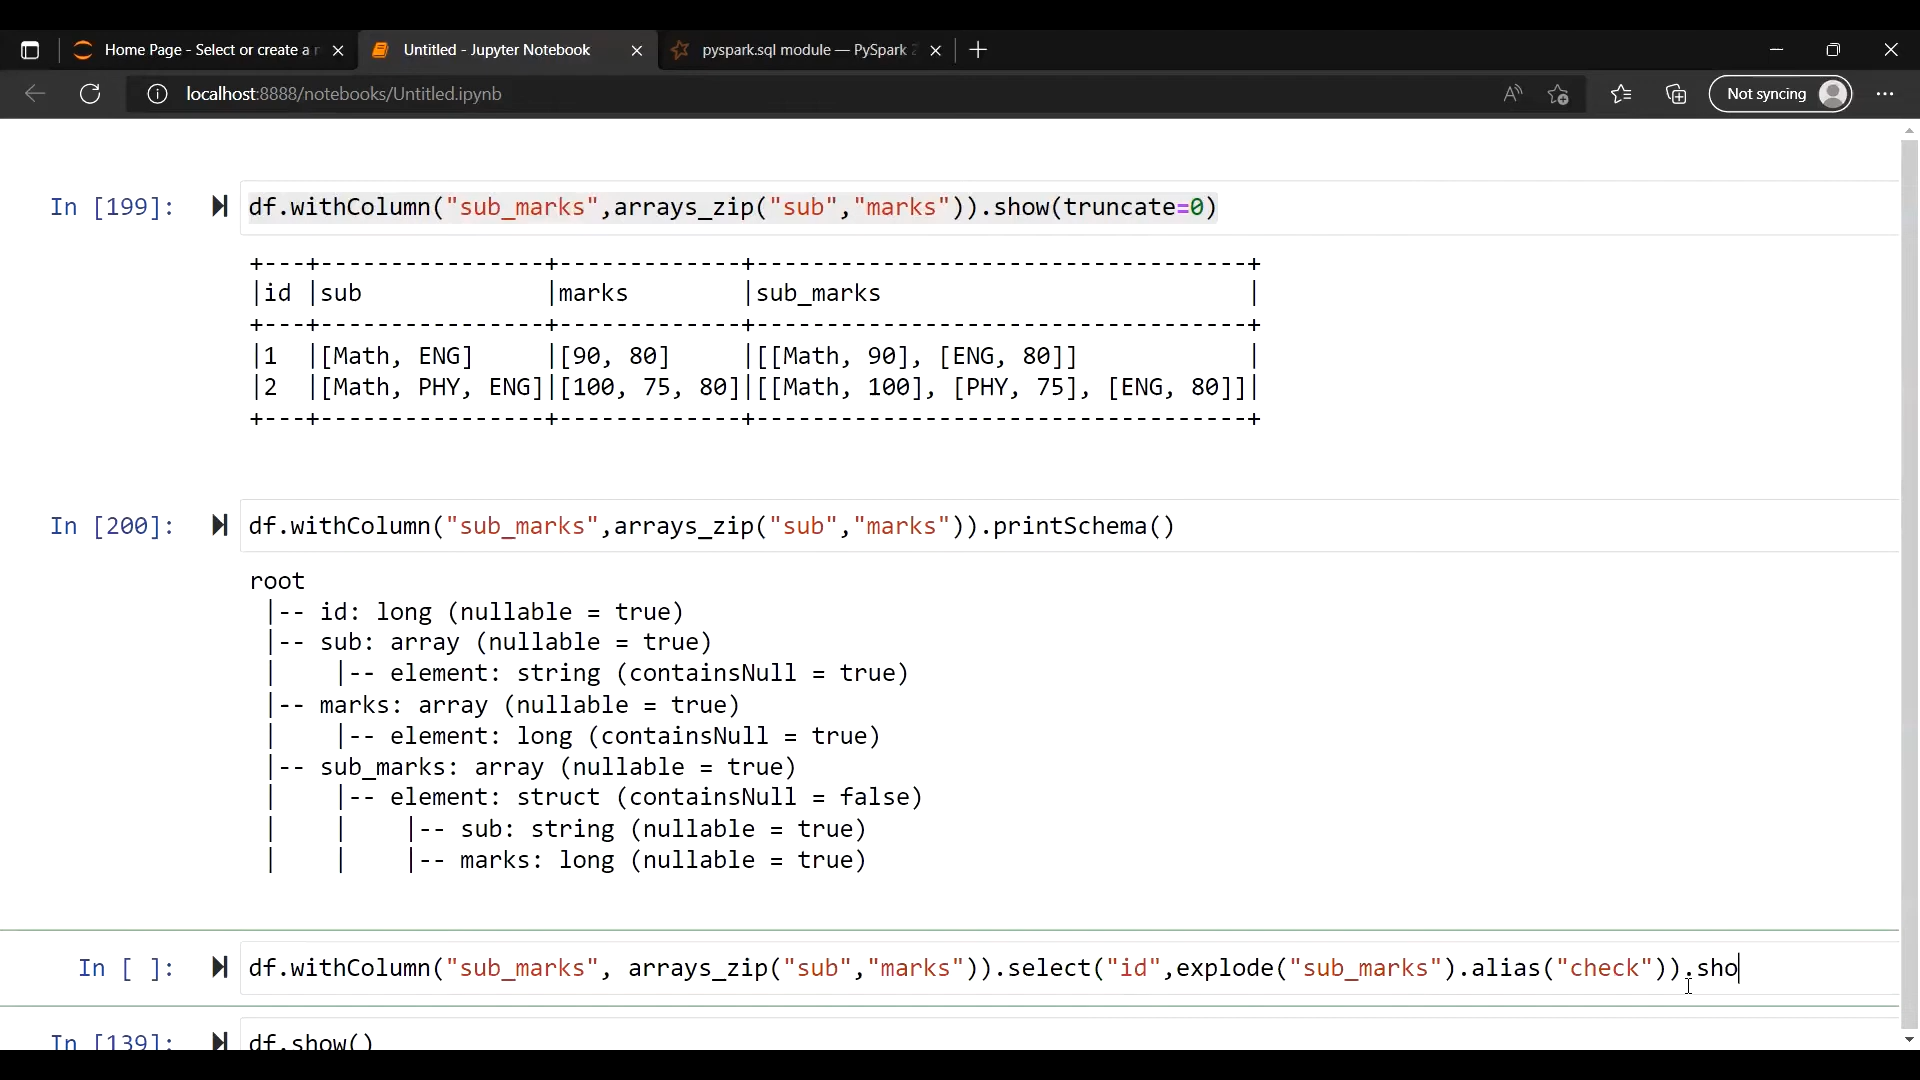 Home Page - Select or create a n
Untitled - Jupyter Notebook
pyspark.sql module — PySpark 2
localhost:8888/notebooks/Untitled.ipynb
Not syncing
In [199]: df.withColumn("sub_marks",arrays_zip("sub","marks")).show(truncate=0)
+---+----------------+-------------+-----------------------------------+
|id |sub             |marks        |sub_marks                          |
+---+----------------+-------------+-----------------------------------+
|1  |[Math, ENG]     |[90, 80]     |[[Math, 90], [ENG, 80]]            |
|2  |[Math, PHY, ENG]|[100, 75, 80]|[[Math, 100], [PHY, 75], [ENG, 80]]|
+---+----------------+-------------+-----------------------------------+
In [200]: df.withColumn("sub_marks",arrays_zip("sub","marks")).printSchema()
root
 |-- id: long (nullable = true)
 |-- sub: array (nullable = true)
 |    |-- element: string (containsNull = true)
 |-- marks: array (nullable = true)
 |    |-- element: long (containsNull = true)
 |-- sub_marks: array (nullable = true)
 |    |-- element: struct (containsNull = false)
 |    |    |-- sub: string (nullable = true)
 |    |    |-- marks: long (nullable = true)
In [ ]: df.withColumn("sub_marks", arrays_zip("sub","marks")).select("id",explode("sub_marks").alias("check")).sho
In [139]: df.show()